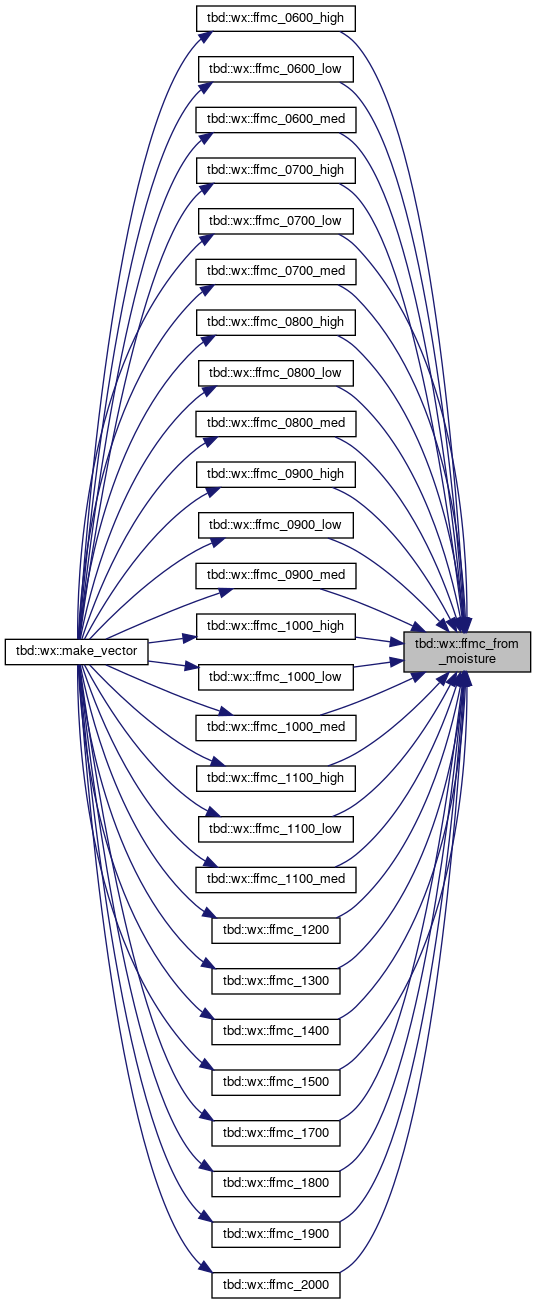 tbd::wx::ffmc_0600_high
tbd::wx::ffmc_0600_low
tbd::wx::ffmc_0600_med
tbd::wx::ffmc_0700_high
tbd::wx::ffmc_0700_low
tbd::wx::ffmc_0700_med
tbd::wx::ffmc_0800_high
tbd::wx::ffmc_0800_low
tbd::wx::ffmc_0800_med
tbd::wx::ffmc_0900_high
tbd::wx::ffmc_0900_low
tbd::wx::ffmc_0900_med
tbd::wx::ffmc_1000_high
tbd::wx::make_vector
tbd::wx::ffmc_from
_moisture
tbd::wx::ffmc_1000_low
tbd::wx::ffmc_1000_med
tbd::wx::ffmc_1100_high
tbd::wx::ffmc_1100_low
tbd::wx::ffmc_1100_med
tbd::wx::ffmc_1200
tbd::wx::ffmc_1300
tbd::wx::ffmc_1400
tbd::wx::ffmc_1500
tbd::wx::ffmc_1700
tbd::wx::ffmc_1800
tbd::wx::ffmc_1900
tbd::wx::ffmc_2000